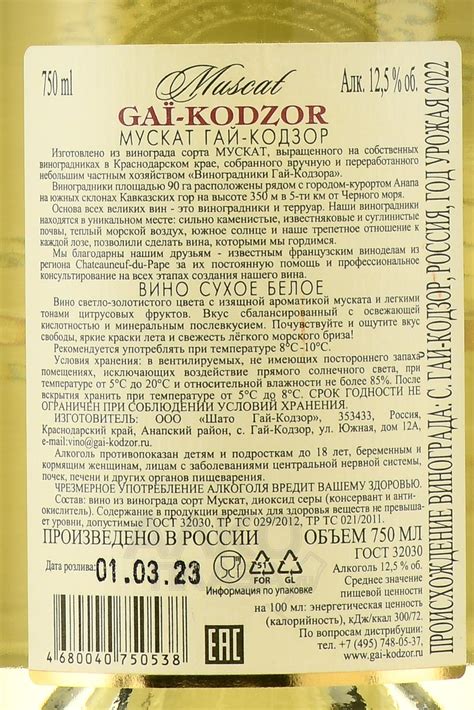 Muscat
750 ml
Алк. 12,5 % об.
GAÏ-KODZOR
МУСКАТ ГАЙ-КОДЗОР
Изготовлено из винограда сорта МУСКАТ, выращенного на собственных
виноградниках в Краснодарском крае, собранного вручную и переработанного
небольшим частным хозяйством «Виноградники Гай-Кодзора».
Виноградники площадью 90 га расположены рядом с городом-курортом Анапа
на южных склонах Кавказских гор на высоте 350 м в 5-ти км от Черного моря.
Основа всех великих вин - это виноградники и терруар. Наши виноградники
находятся в уникальном месте: сильно каменистые, известняковые и суглинистые
почвы, теплый морской воздух, южное солнце и наше трепетное отношение к
каждой лозе, позволили сделать вина, которыми мы гордимся.
Мы благодарны нашим друзьям - известным французским виноделам из
региона Chateauneuf-du-Pape за их постоянную помощь и профессиональное
консультирование на всех этапах создания нашего вина.
ВИНО СУХОЕ БЕЛОЕ
Вино светло-золотистого цвета с изящной ароматикой муската и легкими
тонами цитрусовых фруктов. Вкус сбалансированный с освежающей
кислотностью и минеральным послевкусием. Почувствуйте и ощутите вкус
свободы, яркие краски лета и свежесть лёгкого морского бриза!
Рекомендуется употреблять при температуре 8°С -10°С.
Условия хранения: в вентилируемых, не имеющих постороннего запаха
помещениях, исключающих воздействие прямого солнечного света, при
температуре от 5°С до 20°С и относительной влажности не более 85%. После
вскрытия хранить при температуре от 5°С до 8°С. СРОК ГОДНОСТИ НЕ
ОГРАНИЧЕН ПРИ СОБЛЮДЕНИИ УСЛОВИЙ ХРАНЕНИЯ.
ИЗГОТОВИТЕЛЬ: ООО «Шато Гай-Кодзор», 353433, Россия,
Краснодарский край, Анапский район, с. Гай-Кодзор, ул. Южная, дом 12А,
e-mail:vino@gai-kodzor.ru.
Алкоголь противопоказан детям и подросткам до 18 лет, беременным и
кормящим женщинам, лицам с заболеваниями центральной нервной системы,
почек, печени и других органов пищеварения.
ЧРЕЗМЕРНОЕ УПОТРЕБЛЕНИЕ АЛКОГОЛЯ ВРЕДИТ ВАШЕМУ ЗДОРОВЬЮ.
Состав: вино из винограда сорт Мускат, диоксид серы (консервант и анти-
окислитель). Содержание в продукции вредных для здоровья веществ не превы-
шает уровни, допустимых ГОСТ 32030, ТР ТС 029/2012, ТР ТС 021/2011.
ПРОИЗВЕДЕНО В РОССИИ
ОБЪЕМ 750 МЛ
ГОСТ 32030
Дата розлива:
01.03.23
FOR
GL
Информация по упаковке
Алкоголь 12,5 % об.
Среднее значение
пищевой ценности
на 100 мл: энергетическая ценность
(калорийность), кДж/ккал 300/72.
По вопросам дистрибуции:
тел. +7 (495) 748-05-37,
www.gai-kodzor.ru
EAC
4680040750538
ПРОИСХОЖДЕНИЕ ВИНОГРАДА: С. ГАЙ-КОДЗОР, РОССИЯ, ГОД УРОЖАЯ 2022